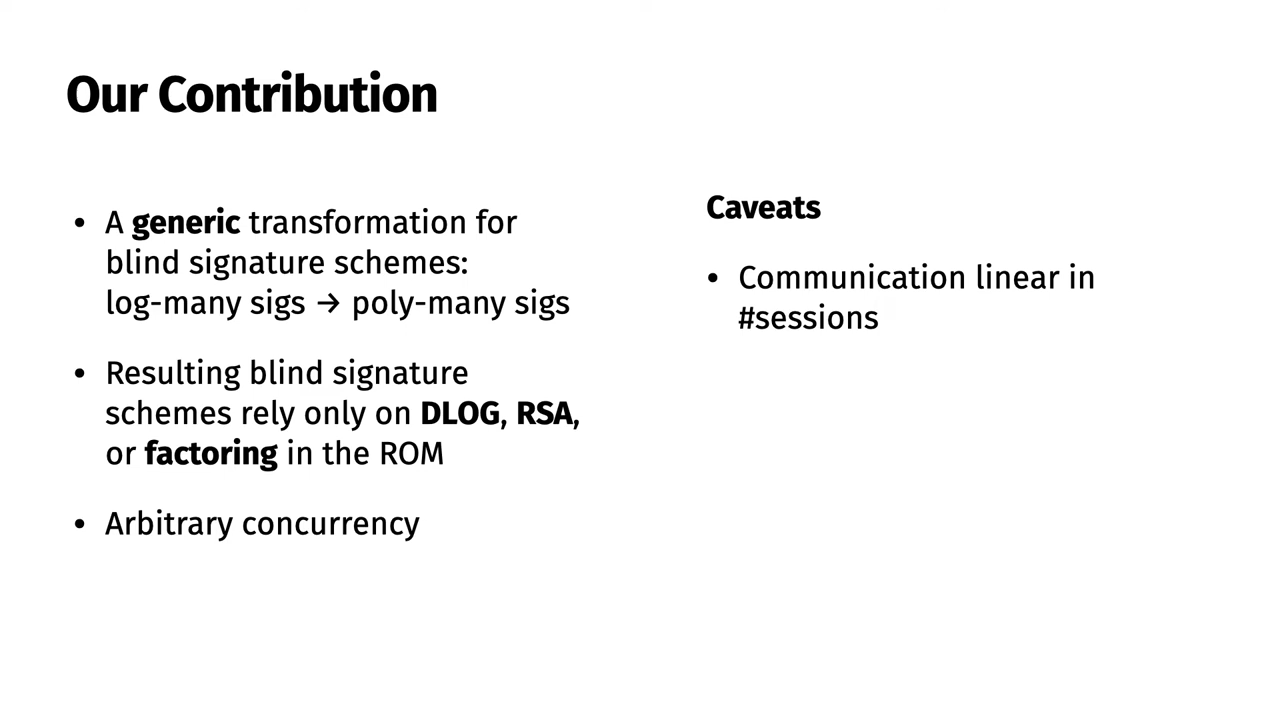 Our Contribution
• A generic transformation for
blind signature schemes:
log-many sigs → poly-many sigs
• Resulting blind signature
schemes rely only on DLOG, RSA,
or factoring in the ROM
• Arbitrary concurrency
Caveats
• Communication linear in
#sessions